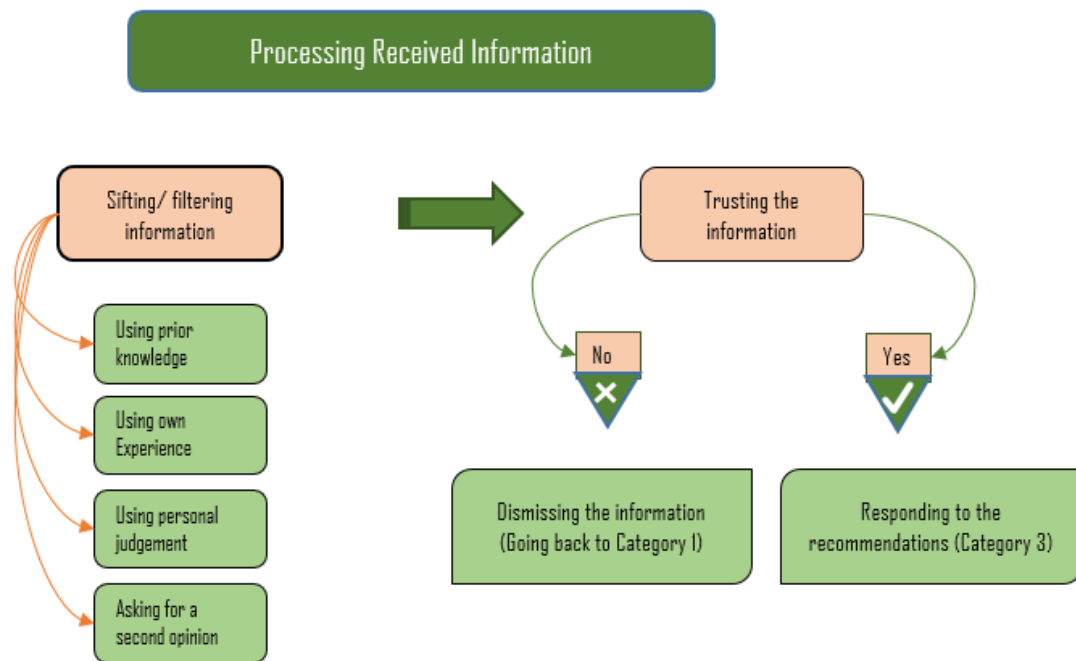 Processing Received Information
Sifting/ filtering
information
Using prior
knowledge
Using own
Experience
Using personal
judgement
Asking for a
second opinion
Trusting the
information
No
Yes
Dismissing the information
(Going back to Category 1)
Responding to the
recommendations (Category 3)